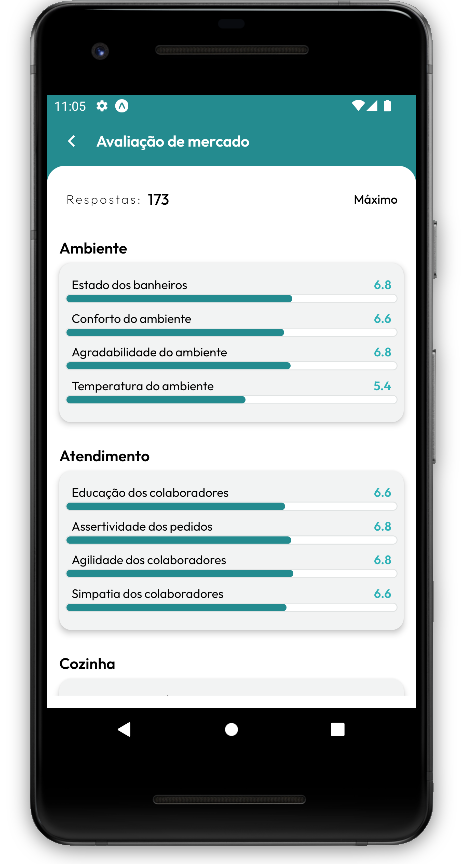 11:05
Avaliação de mercado
Respostas: 173 Máximo
Ambiente
Estado dos banheiros 6.8
Conforto do ambiente 6.6
Agradabilidade do ambiente 6.8
Temperatura do ambiente 5.4
Atendimento
Educação dos colaboradores 6.6
Assertividade dos pedidos 6.8
Agilidade dos colaboradores 6.8
Simpatia dos colaboradores 6.6
Cozinha